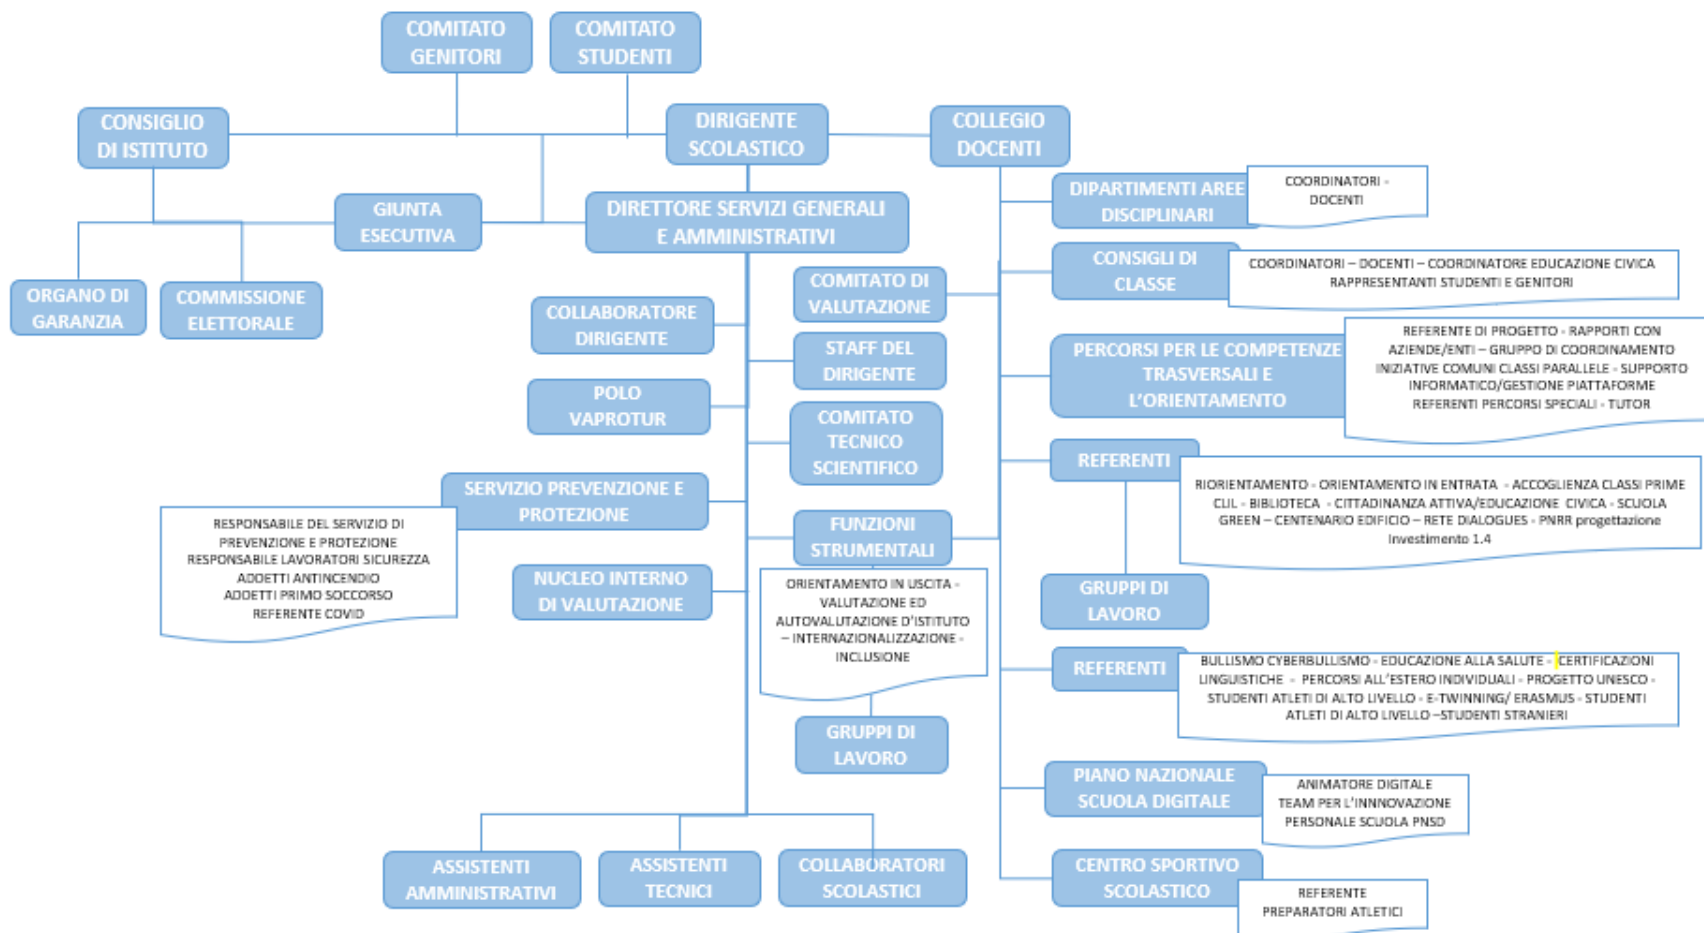 COMITATO
GENITORI
COMITATO
STUDENTI
CONSIGLIO
DI ISTITUTO
DIRIGENTE
SCOLASTICO
COLLEGIO
DOCENTI
GIUNTA
ESECUTIVA
DIRETTORE SERVIZI GENERALI
E AMMINISTRATIVI
DIPARTIMENTI AREE
DISCIPLINARI
COORDINATORI -
DOCENTI
ORGANO DI
GARANZIA
COMMISSIONE
ELETTORALE
CONSIGLI DI
CLASSE
COORDINATORI – DOCENTI – COORDINATORE EDUCAZIONE CIVICA
RAPPRESENTANTI STUDENTI E GENITORI
COLLABORATORE
DIRIGENTE
COMITATO DI
VALUTAZIONE
STAFF DEL
DIRIGENTE
PERCORSI PER LE COMPETENZE
TRASVERSALI E
L'ORIENTAMENTO
REFERENTE DI PROGETTO - RAPPORTI CON
AZIENDE/ENTI – GRUPPO DI COORDINAMENTO
INIZIATIVE COMUNI CLASSI PARALLELE - SUPPORTO
INFORMATICO/GESTIONE PIATTAFORME
REFERENTI PERCORSI SPECIALI - TUTOR
POLO
VAPROTUR
COMITATO
TECNICO
SCIENTIFICO
REFERENTI
RIORIENTAMENTO - ORIENTAMENTO IN ENTRATA - ACCOGLIENZA CLASSI PRIME
CLIL - BIBLIOTECA - CITTADINANZA ATTIVA/EDUCAZIONE CIVICA - SCUOLA
GREEN – CENTENARIO EDIFICIO – RETE DIALOGUES - PNRR progettazione
Investimento 1.4
SERVIZIO PREVENZIONE E
PROTEZIONE
RESPONSABILE DEL SERVIZIO DI
PREVENZIONE E PROTEZIONE
RESPONSABILE LAVORATORI SICUREZZA
ADDETTI ANTINCENDIO
ADDETTI PRIMO SOCCORSO
REFERENTE COVID
FUNZIONI
STRUMENTALI
ORIENTAMENTO IN USCITA -
VALUTAZIONE ED
AUTOVALUTAZIONE D'ISTITUTO
– INTERNAZIONALIZZAZIONE -
INCLUSIONE
NUCLEO INTERNO
DI VALUTAZIONE
GRUPPI DI
LAVORO
REFERENTI
BULLISMO CYBERBULLISMO - EDUCAZIONE ALLA SALUTE - CERTIFICAZIONI
LINGUISTICHE - PERCORSI ALL'ESTERO INDIVIDUALI - PROGETTO UNESCO -
STUDENTI ATLETI DI ALTO LIVELLO - E-TWINNING/ ERASMUS - STUDENTI
ATLETI DI ALTO LIVELLO –STUDENTI STRANIERI
GRUPPI DI
LAVORO
PIANO NAZIONALE
SCUOLA DIGITALE
ANIMATORE DIGITALE
TEAM PER L'INNNOVAZIONE
PERSONALE SCUOLA PNSD
ASSISTENTI
AMMINISTRATIVI
ASSISTENTI
TECNICI
COLLABORATORI
SCOLASTICI
CENTRO SPORTIVO
SCOLASTICO
REFERENTE
PREPARATORI ATLETICI